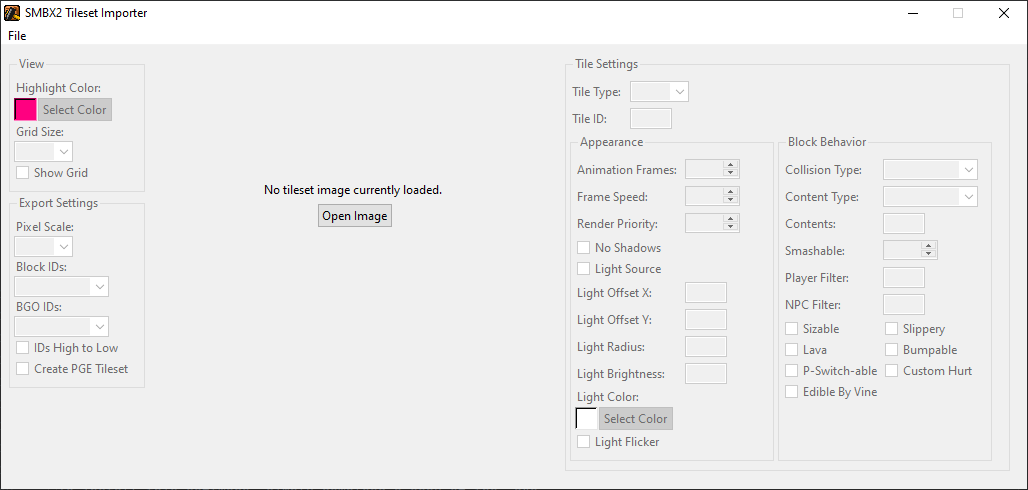 SMBX2 Tileset Importer
File
View
Highlight Color:
Select Color
Grid Size:
Show Grid
Export Settings
Pixel Scale:
Block IDs:
BGO IDs:
IDs High to Low
Create PGE Tileset
No tileset image currently loaded.
Open Image
Tile Settings
Tile Type:
Tile ID:
Appearance
Animation Frames:
Frame Speed:
Render Priority:
No Shadows
Light Source
Light Offset X:
Light Offset Y:
Light Radius:
Light Brightness:
Light Color:
Select Color
Light Flicker
Block Behavior
Collision Type:
Content Type:
Contents:
Smashable:
Player Filter:
NPC Filter:
Sizable Slippery
Lava Bumpable
P-Switch-able Custom Hurt
Edible By Vine